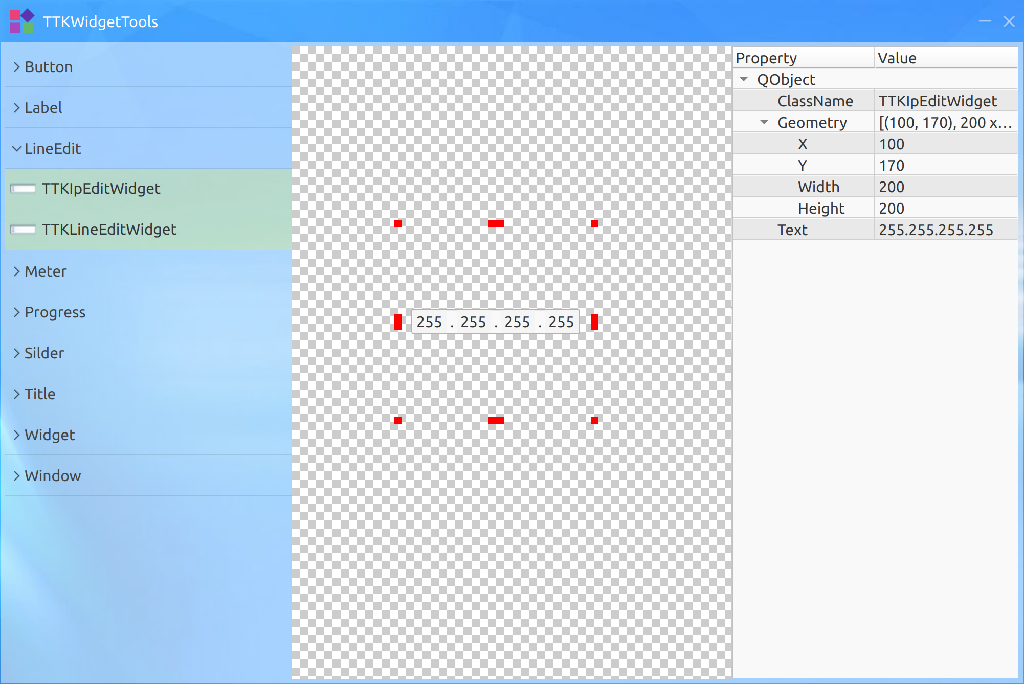 TTKWidgetTools
Button
Label
LineEdit
TTKIpEditWidget
TTKLineEditWidget
Meter
Progress
Silder
Title
Widget
Window
255 . 255 . 255 . 255
Property Value
QObject
ClassName TTKIpEditWidget
Geometry [(100, 170), 200 x...
X 100
Y 170
Width 200
Height 200
Text 255.255.255.255